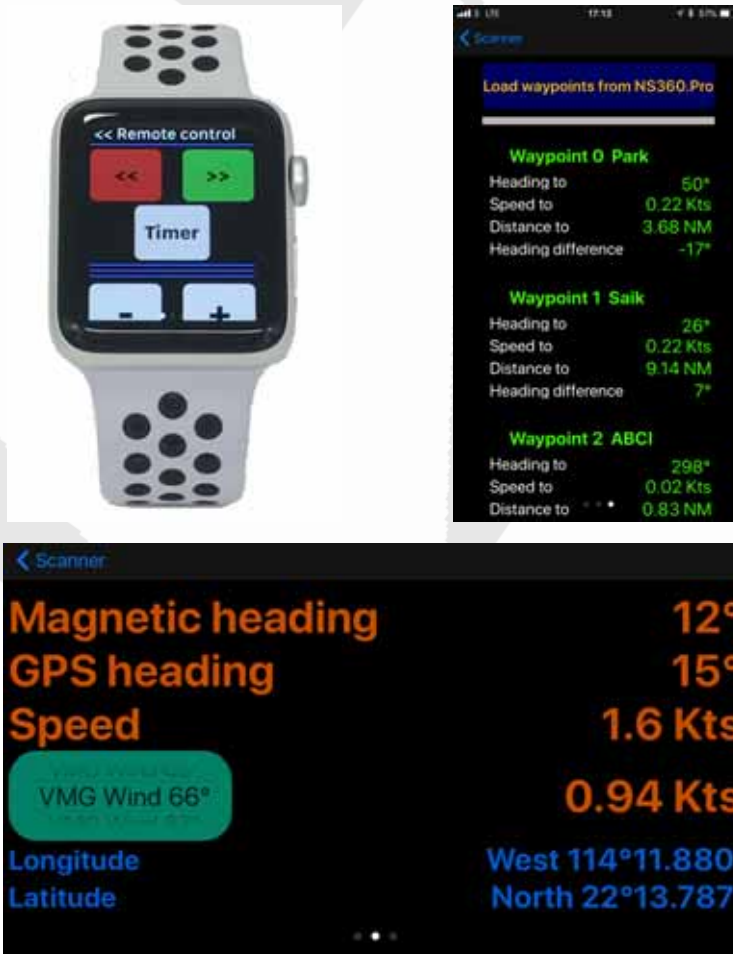 << Remote control
<< >>
Timer
- +
LTE 17:13 57%
Scanner
Load waypoints from NS360.Pro
Waypoint 0 Park
Heading to 50°
Speed to 0.22 Kts
Distance to 3.68 NM
Heading difference -17°
Waypoint 1 Saik
Heading to 26°
Speed to 0.22 Kts
Distance to 9.14 NM
Heading difference 7°
Waypoint 2 ABCI
Heading to 298°
Speed to 0.02 Kts
Distance to 0.83 NM
Scanner
Magnetic heading 12°
GPS heading 15°
Speed 1.6 Kts
VMG Wind 66°
0.94 Kts
Longitude West 114°11.880
Latitude North 22°13.787